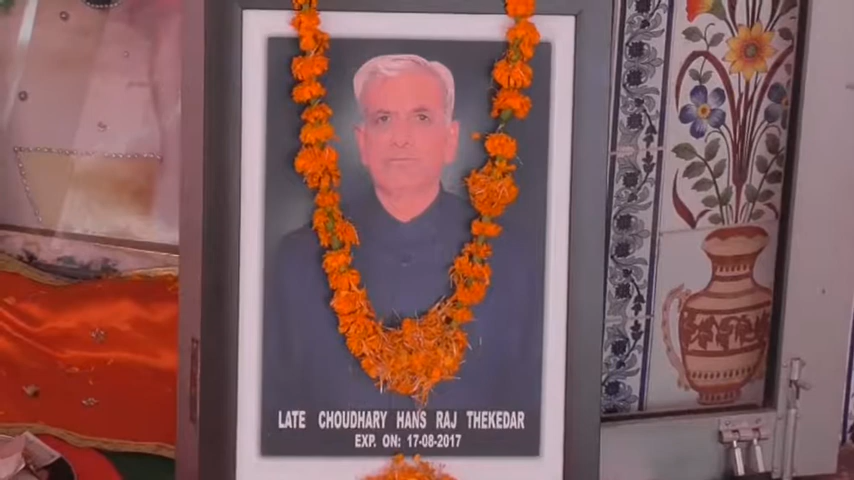 LATE CHOUDHARY HANS RAJ THEKEDAR
EXP. ON: 17-08-2017